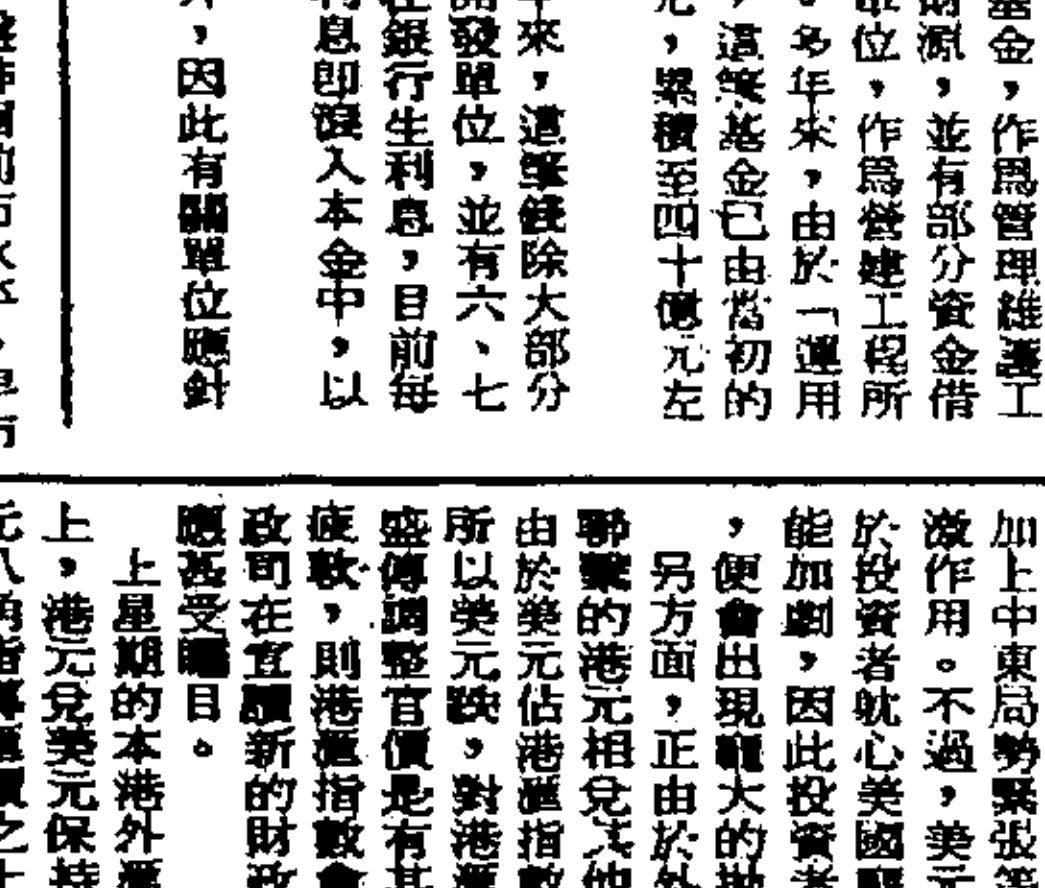 基金，作為管理維護工
財源，並有部分資金借
單位，作為營建工程所
。多年來，由於「運用
，這筆基金已由當初的
元，累積至四十億元左
年來，這筆錢除大部分
開發單位，並有六、七
在銀行生利息，目前每
利息即滾入本金中，以
，因此有關單位應針
加上中東局勢緊張等
激作用。不過，美元
於投資者躭心美國
能加劇，因此投資者
，便會出現龐大的拋
另方面，正由於外
聯繫的港元相兌其他
由於美元佔港滙指數
所以美元跌，對港滙
盛傳調整官價是有其
疲軟，則港滙指數會
政司在宣讀新的財政
應甚受矚目。
上星期的本港外滙
上，港元兌美元保持